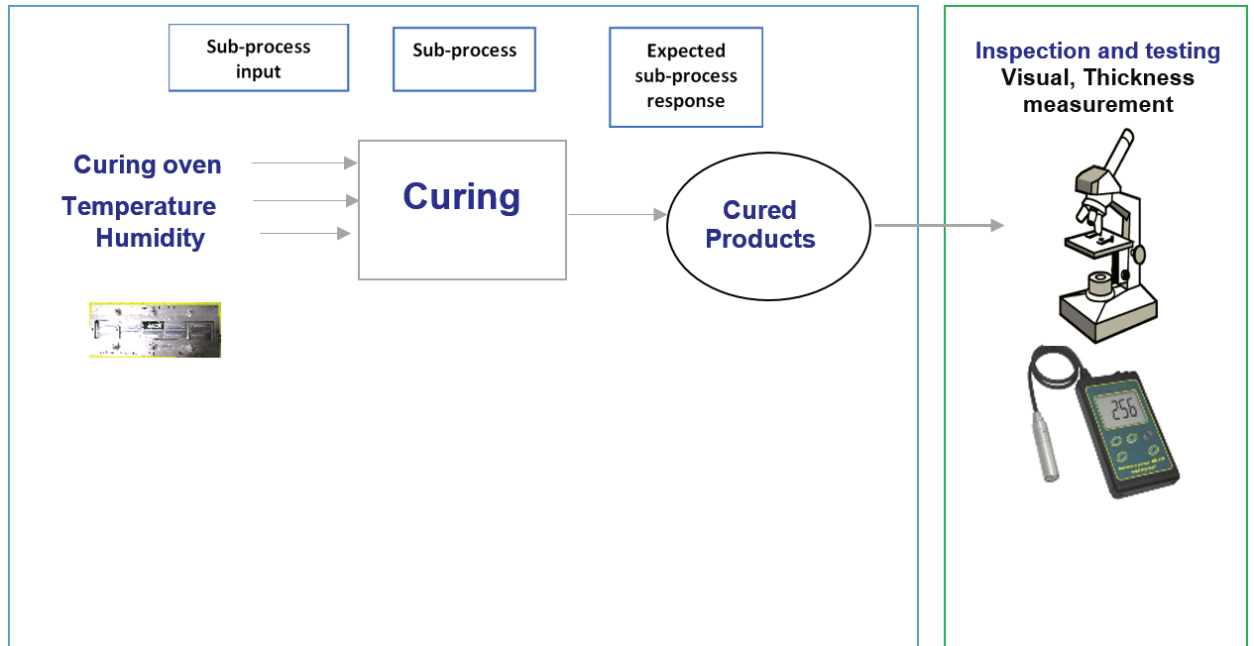 Sub-process
input
Sub-process
Expected
sub-process
response
Inspection and testing
Visual, Thickness
measurement
Curing oven
Temperature
Humidity
Curing
Cured
Products
256